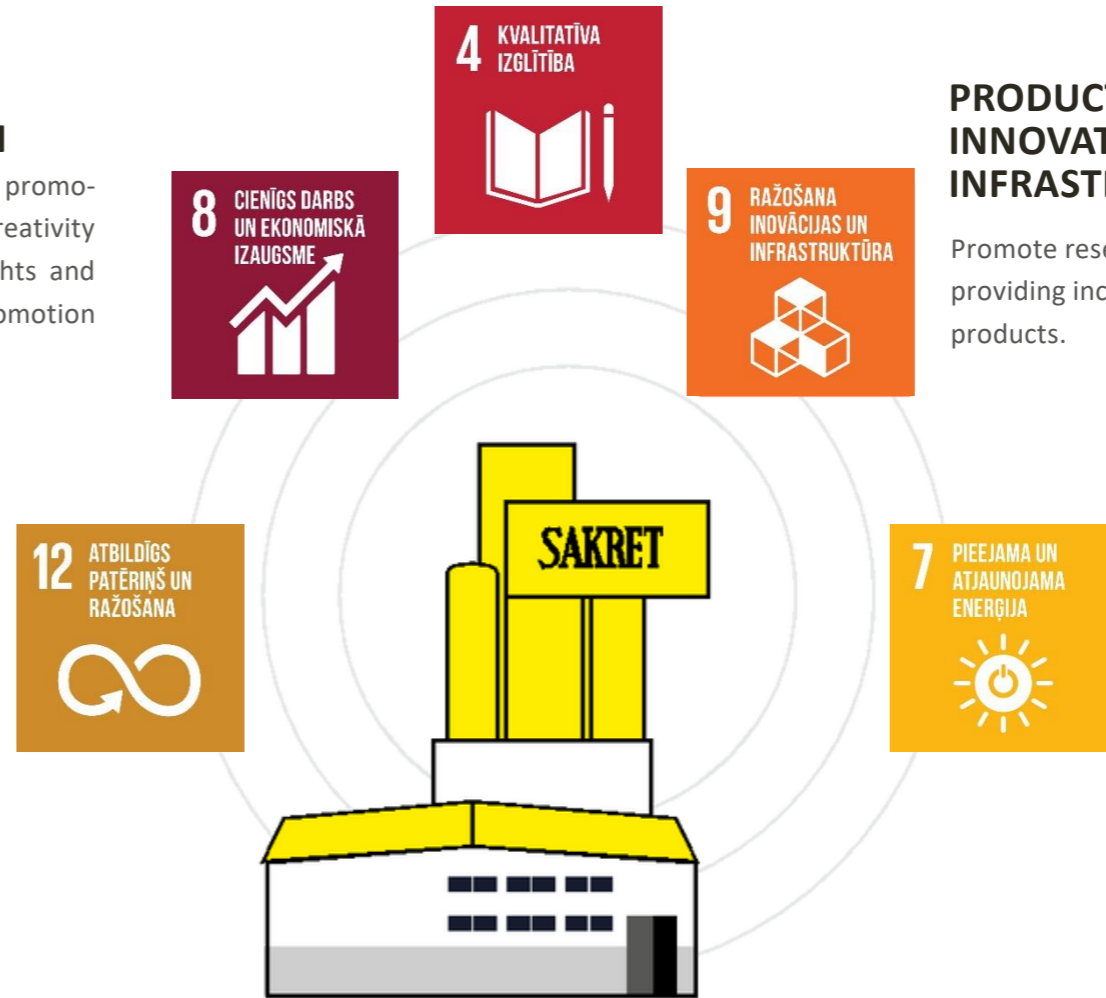 4 KVALITATĪVA
IZGLĪTĪBA
promo-
reativity
hts and
omotion
8 CIENĪGS DARBS
UN EKONOMISKĀ
IZAUGSME
9 RAŽOŠANA
INOVĀCIJAS UN
INFRASTRUKTŪRA
PRODUCT
INNOVAT
INFRAST
Promote rese
providing inc
products.
SAKRET
12 ATBILDĪGS
PATĒRIŅŠ UN
RAŽOŠANA
7 PIEEJAMA UN
ATJAUNOJAMA
ENERĢIJA